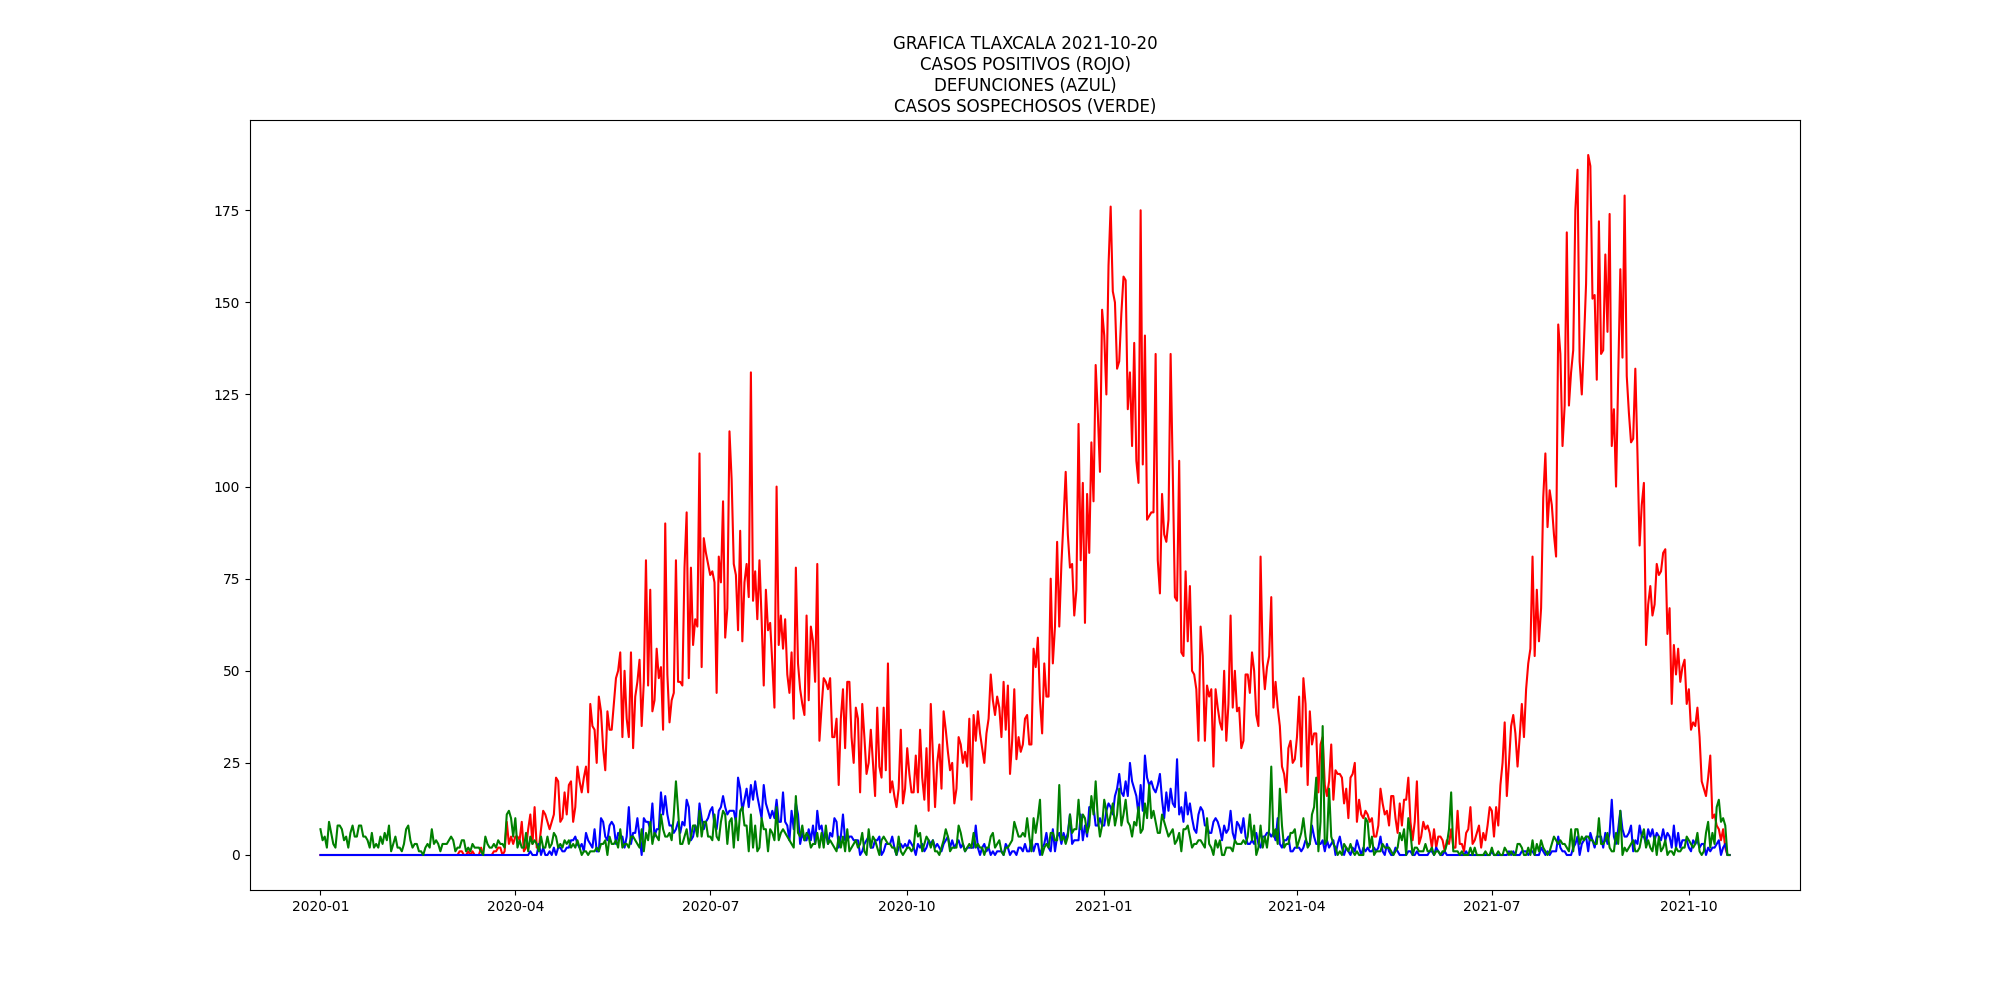 GRAFICA TLAXCALA 2021-10-20
CASOS POSITIVOS (ROJO)
DEFUNCIONES (AZUL)
CASOS SOSPECHOSOS (VERDE)
175
150
125
100
75
50
25
0
2020-01 2020-04 2020-07 2020-10 2021-01 2021-04 2021-07 2021-10